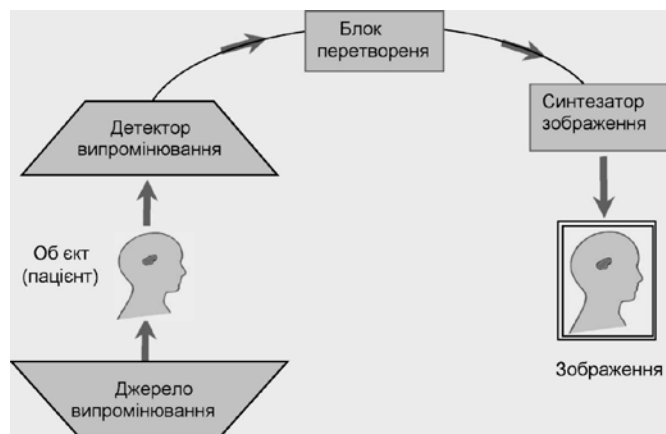 Блок
перетвореня
Синтезатор
зображення
Детектор
випромінювання
Об єкт
(пацієнт)
Зображення
Джерело
випромінювання